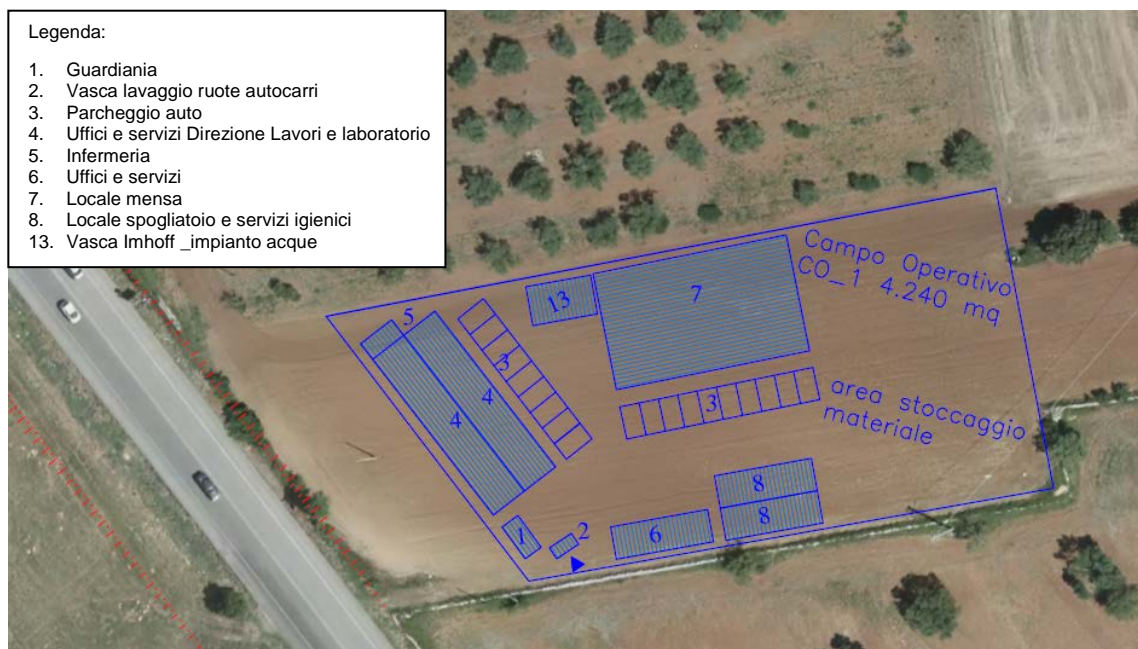 Legenda:
1. Guardiania
2. Vasca lavaggio ruote autocarri
3. Parcheggio auto
4. Uffici e servizi Direzione Lavori e laboratorio
5. Infermeria
6. Uffici e servizi
7. Locale mensa
8. Locale spogliatoio e servizi igienici
13. Vasca Imhoff _impianto acque
Campo Operativo
CO_1 4.240 mq
7
13
5
3
4
4
3
area stoccaggio
materiale
8
8
6
2
1